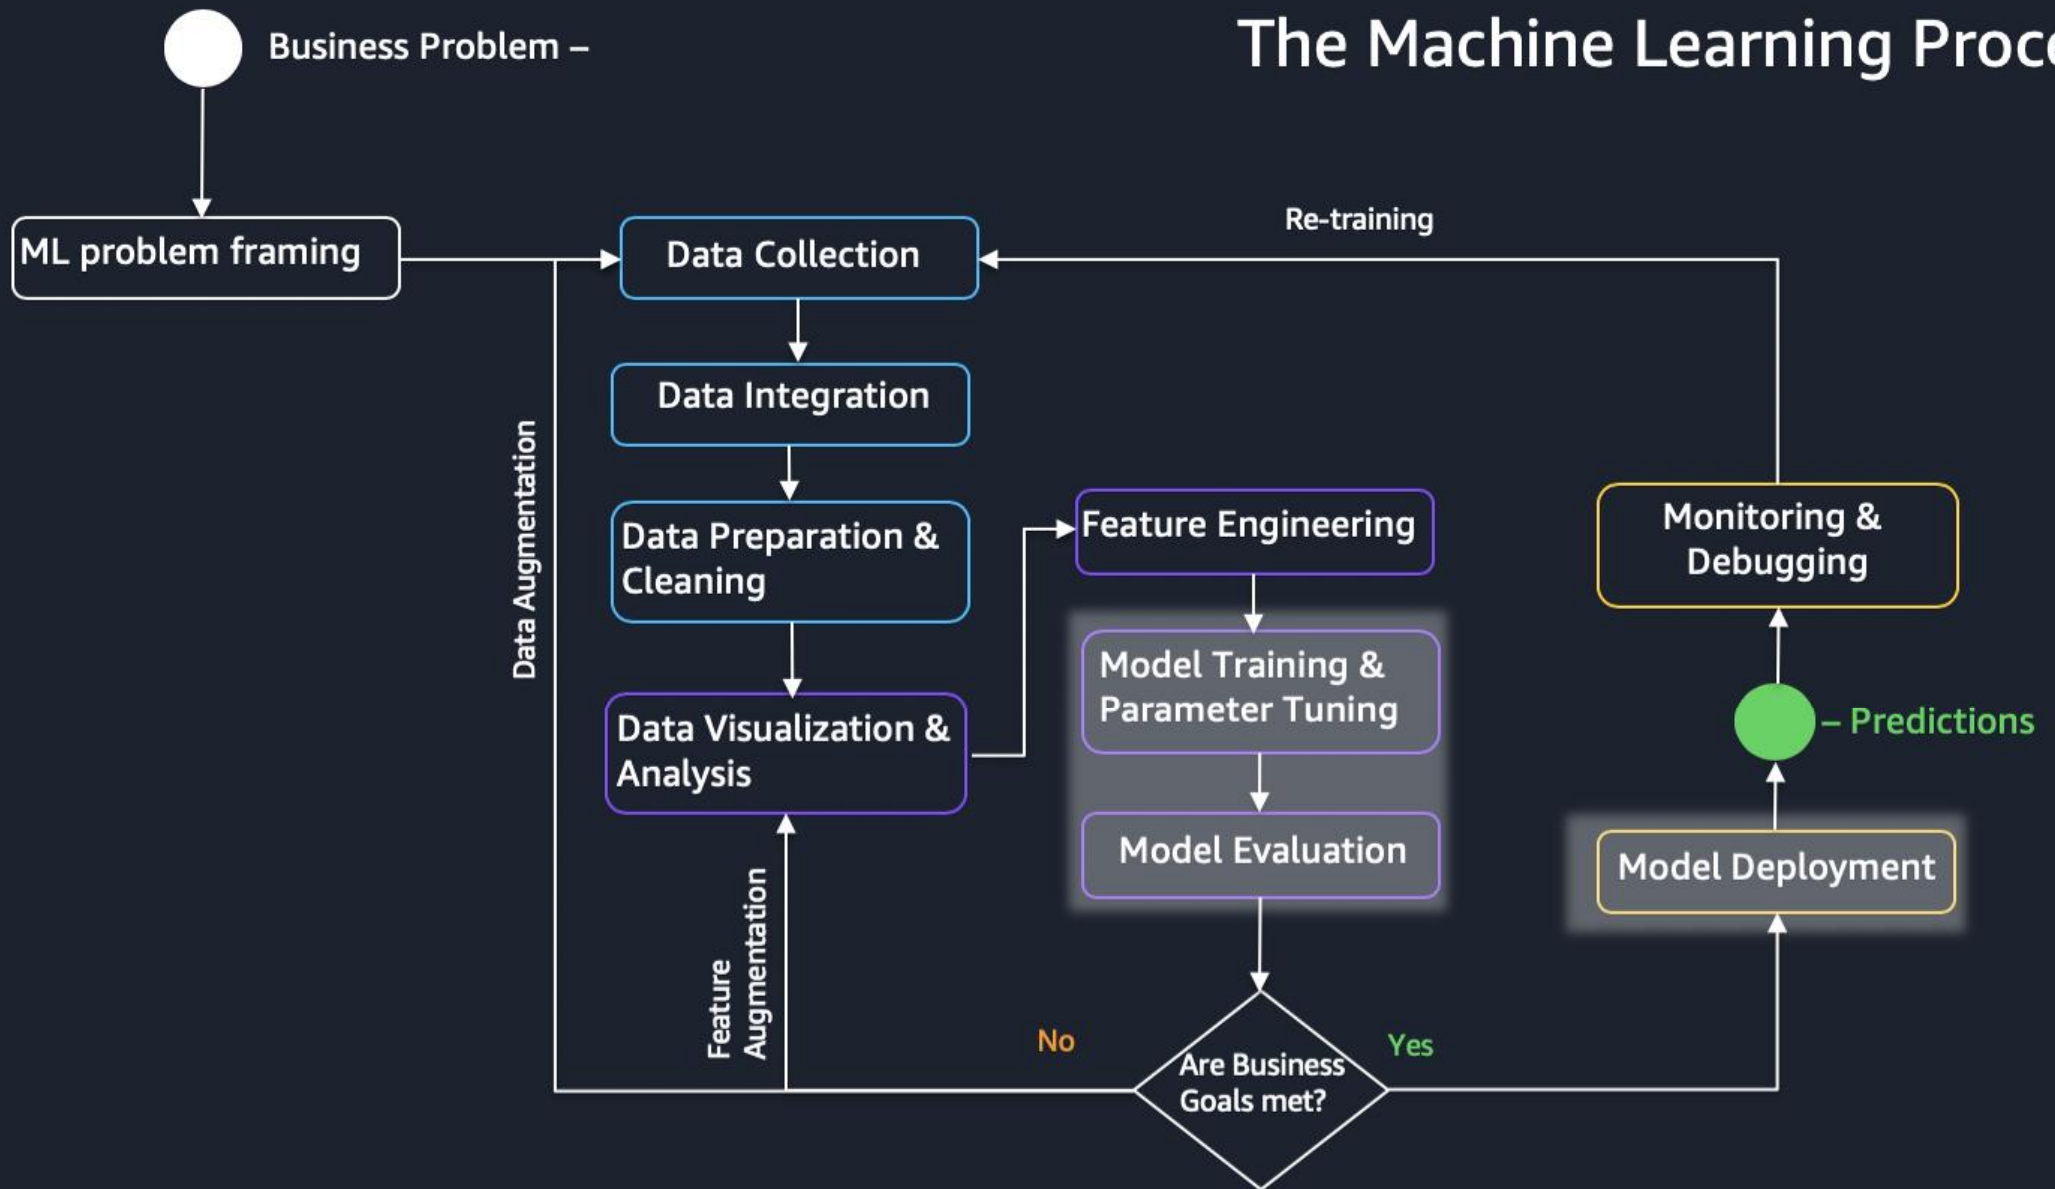 Business Problem –
The Machine Learning Proc
ML problem framing
Data Collection
Re-training
Data Integration
Data Augmentation
Data Preparation &
Cleaning
Feature Engineering
Monitoring &
Debugging
Model Training &
Parameter Tuning
Data Visualization &
Analysis
– Predictions
Model Evaluation
Model Deployment
Feature
Augmentation
No
Yes
Are Business
Goals met?